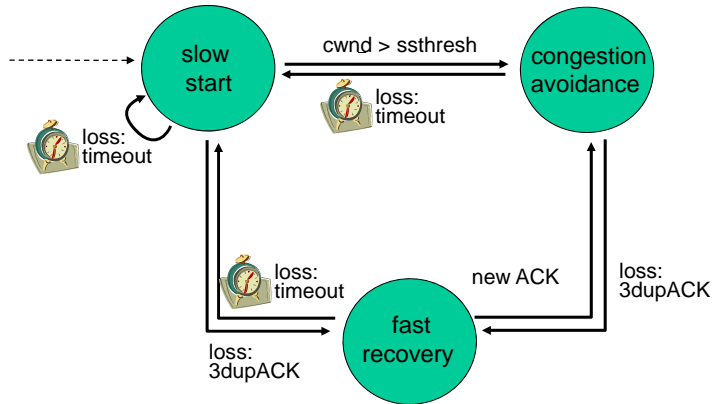 slow
start
cwnd > ssthresh
congestion
avoidance
loss:
timeout
loss:
timeout
loss:
timeout
new ACK
loss:
3dupACK
fast
recovery
loss:
3dupACK